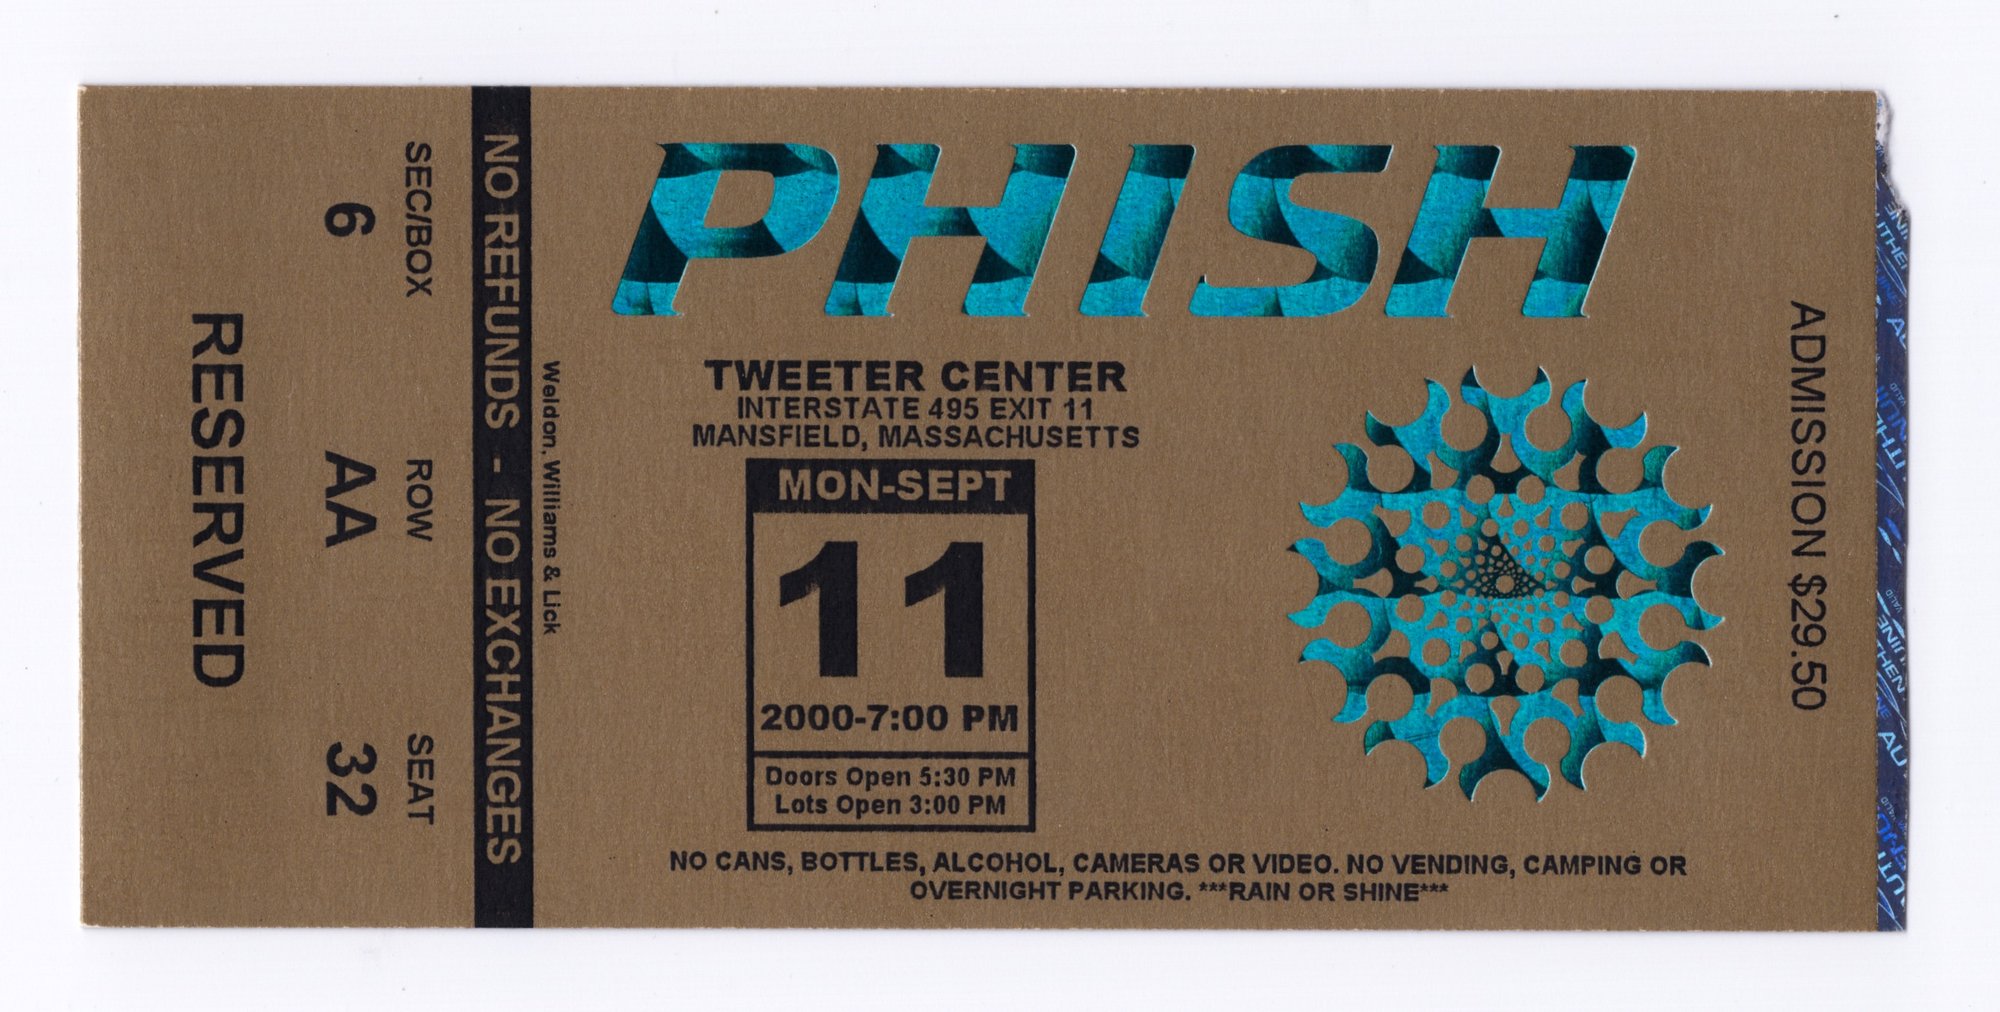 PHISH
TWEETER CENTER
INTERSTATE 495 EXIT 11
MANSFIELD, MASSACHUSETTS
MON-SEPT
11
2000-7:00 PM
Doors Open 5:30 PM
Lots Open 3:00 PM
NO CANS, BOTTLES, ALCOHOL, CAMERAS OR VIDEO. NO VENDING, CAMPING OR
OVERNIGHT PARKING. ***RAIN OR SHINE***
ADMISSION $29.50
Weldon, Williams & Lick
NO REFUNDS - NO EXCHANGES
SEC/BOX ROW SEAT
6 AA 32
RESERVED